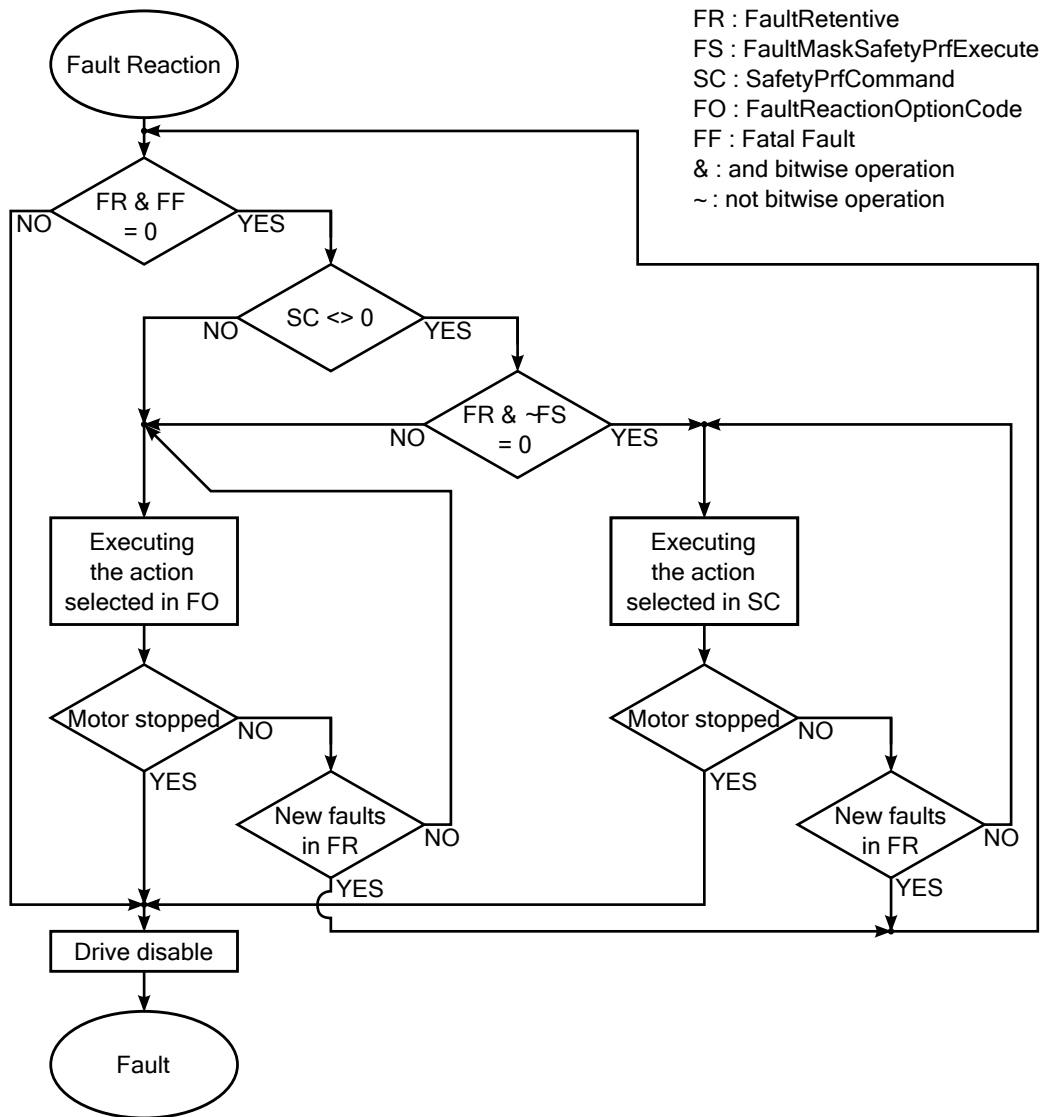 Fault Reaction
FR : FaultRetentive
FS : FaultMaskSafetyPrfExecute
SC : SafetyPrfCommand
FO : FaultReactionOptionCode
FF : Fatal Fault
& : and bitwise operation
~ : not bitwise operation
FR & FF
= 0
NO
YES
SC <> 0
NO
YES
FR & ~FS
= 0
NO
YES
Executing
the action
selected in FO
Executing
the action
selected in SC
Motor stopped
NO
YES
Motor stopped
NO
YES
New faults
in FR
NO
YES
New faults
in FR
NO
YES
Drive disable
Fault